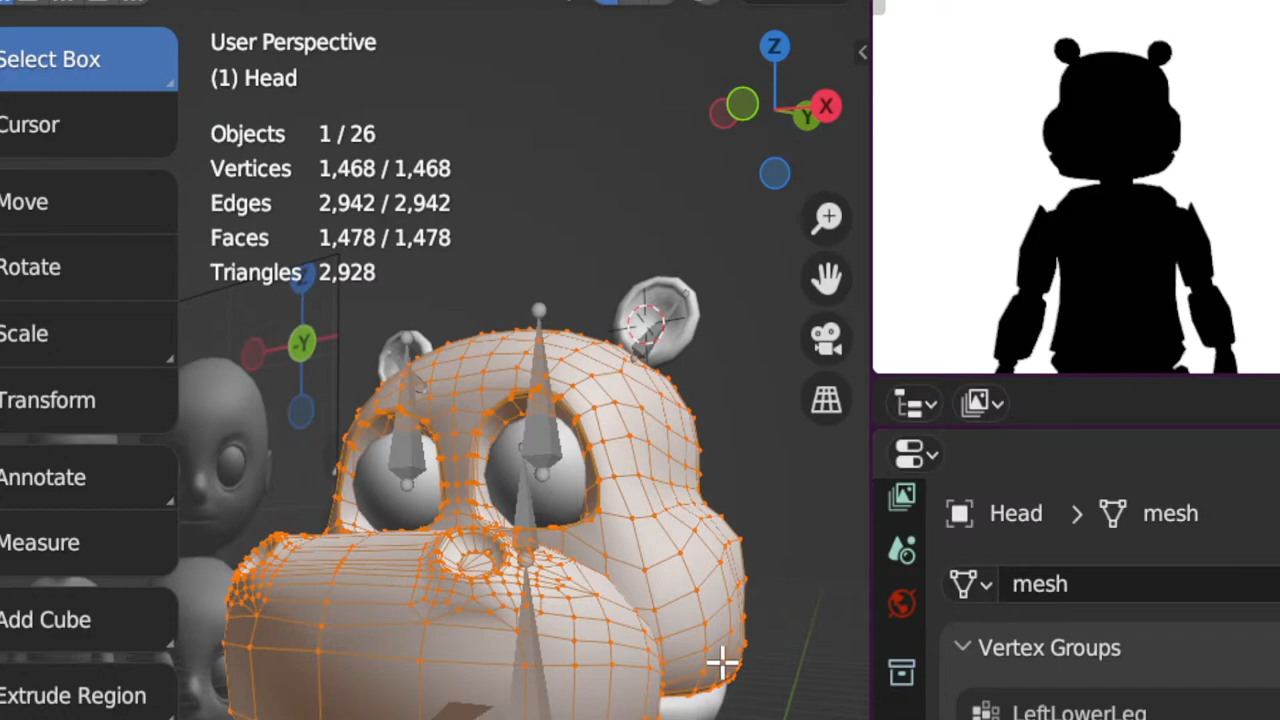 Select Box
Cursor
Move
Rotate
Scale
Transform
Annotate
Measure
Add Cube
Extrude Region
User Perspective
(1) Head
Objects 1 / 26
Vertices 1,468 / 1,468
Edges 2,942 / 2,942
Faces 1,478 / 1,478
Triangles 2,928
Z
X
Y
-Y
Head > mesh
mesh
Vertex Groups
LeftLowerLeg